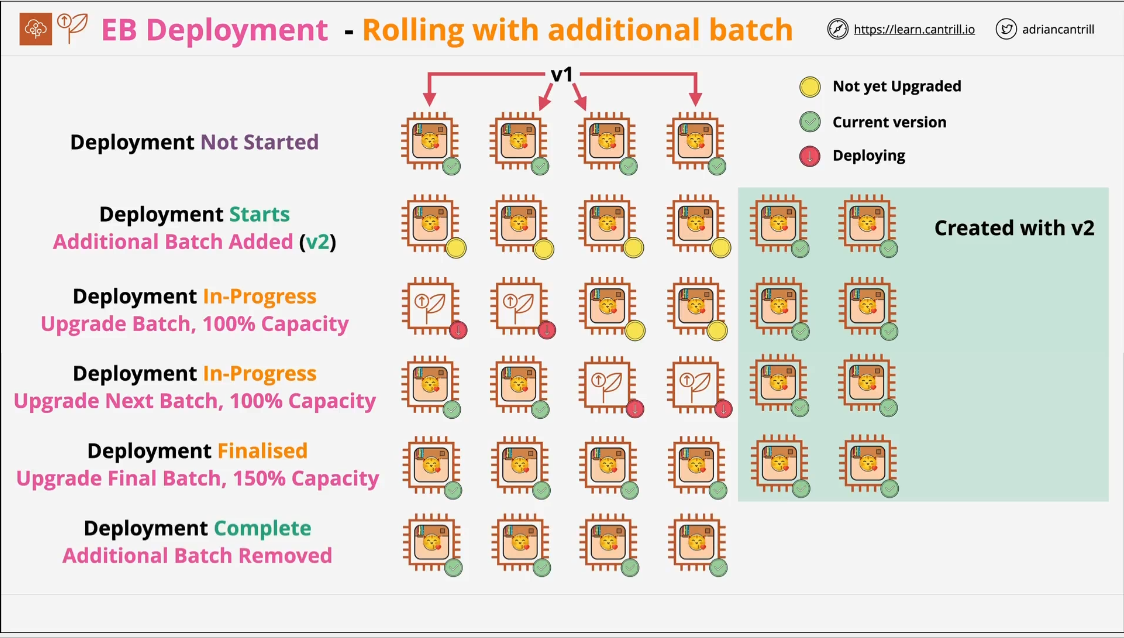 EB Deployment - Rolling with additional batch
https://learn.cantrill.io
adriancantrill
v1
Not yet Upgraded
Current version
Deploying
Deployment Not Started
Deployment Starts
Additional Batch Added (v2)
Created with v2
Deployment In-Progress
Upgrade Batch, 100% Capacity
Deployment In-Progress
Upgrade Next Batch, 100% Capacity
Deployment Finalised
Upgrade Final Batch, 150% Capacity
Deployment Complete
Additional Batch Removed